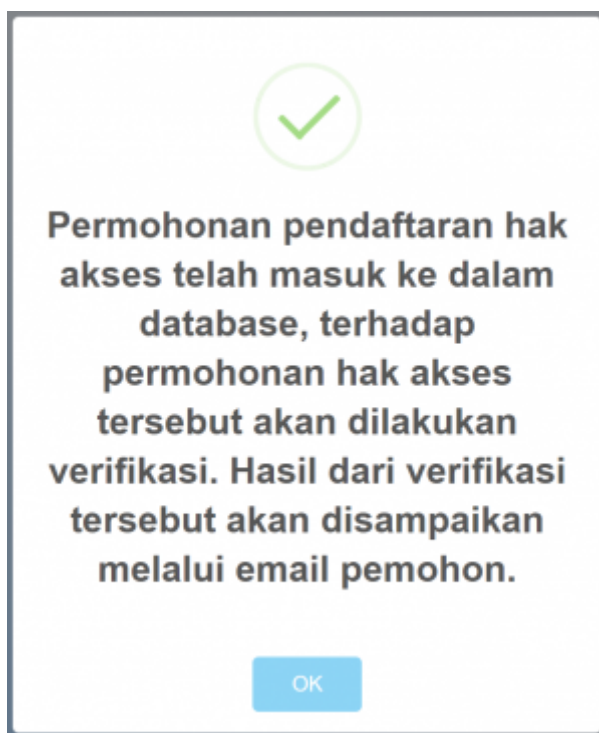 Permohonan pendaftaran hak
akses telah masuk ke dalam
database, terhadap
permohonan hak akses
tersebut akan dilakukan
verifikasi. Hasil dari verifikasi
tersebut akan disampaikan
melalui email pemohon.
OK